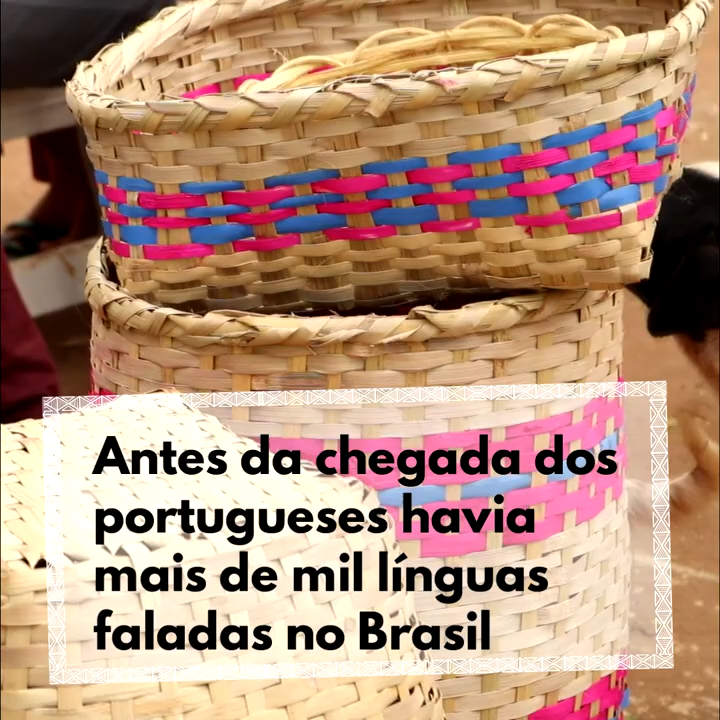 Antes da chegada dos
portugueses havia
mais de mil línguas
faladas no Brasil